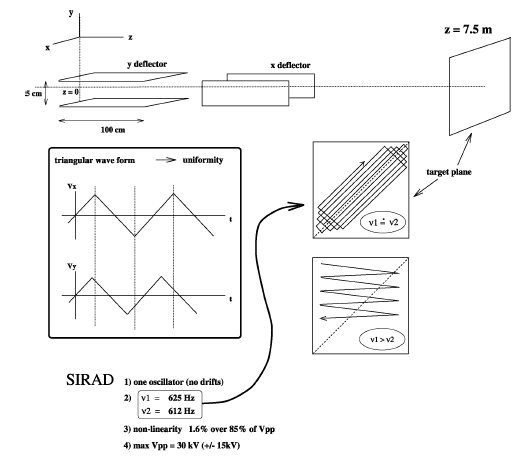 y
z = 7.5 m
x
z
y deflector
x deflector
z = 0
5 cm
100 cm
triangular wave form
uniformity
target plane
Vx
t
v1 ≐ v2
Vy
t
v1 > v2
SIRAD
1) one oscillator (no drifts)
2) v1 = 625 Hz
v2 = 612 Hz
3) non-linearity 1.6% over 85% of Vpp
4) max Vpp = 30 kV (+/- 15kV)